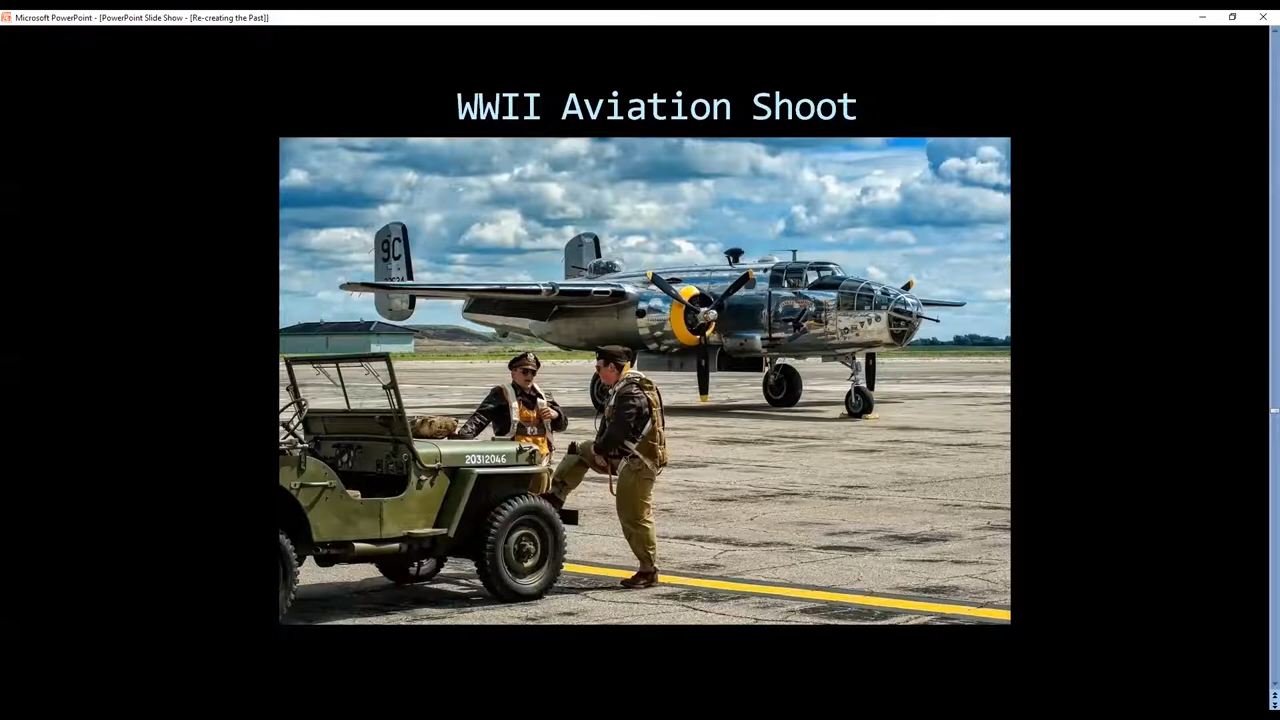 Microsoft PowerPoint - [PowerPoint Slide Show - [Re-creating the Past]]
WWII Aviation Shoot
9C
20312046